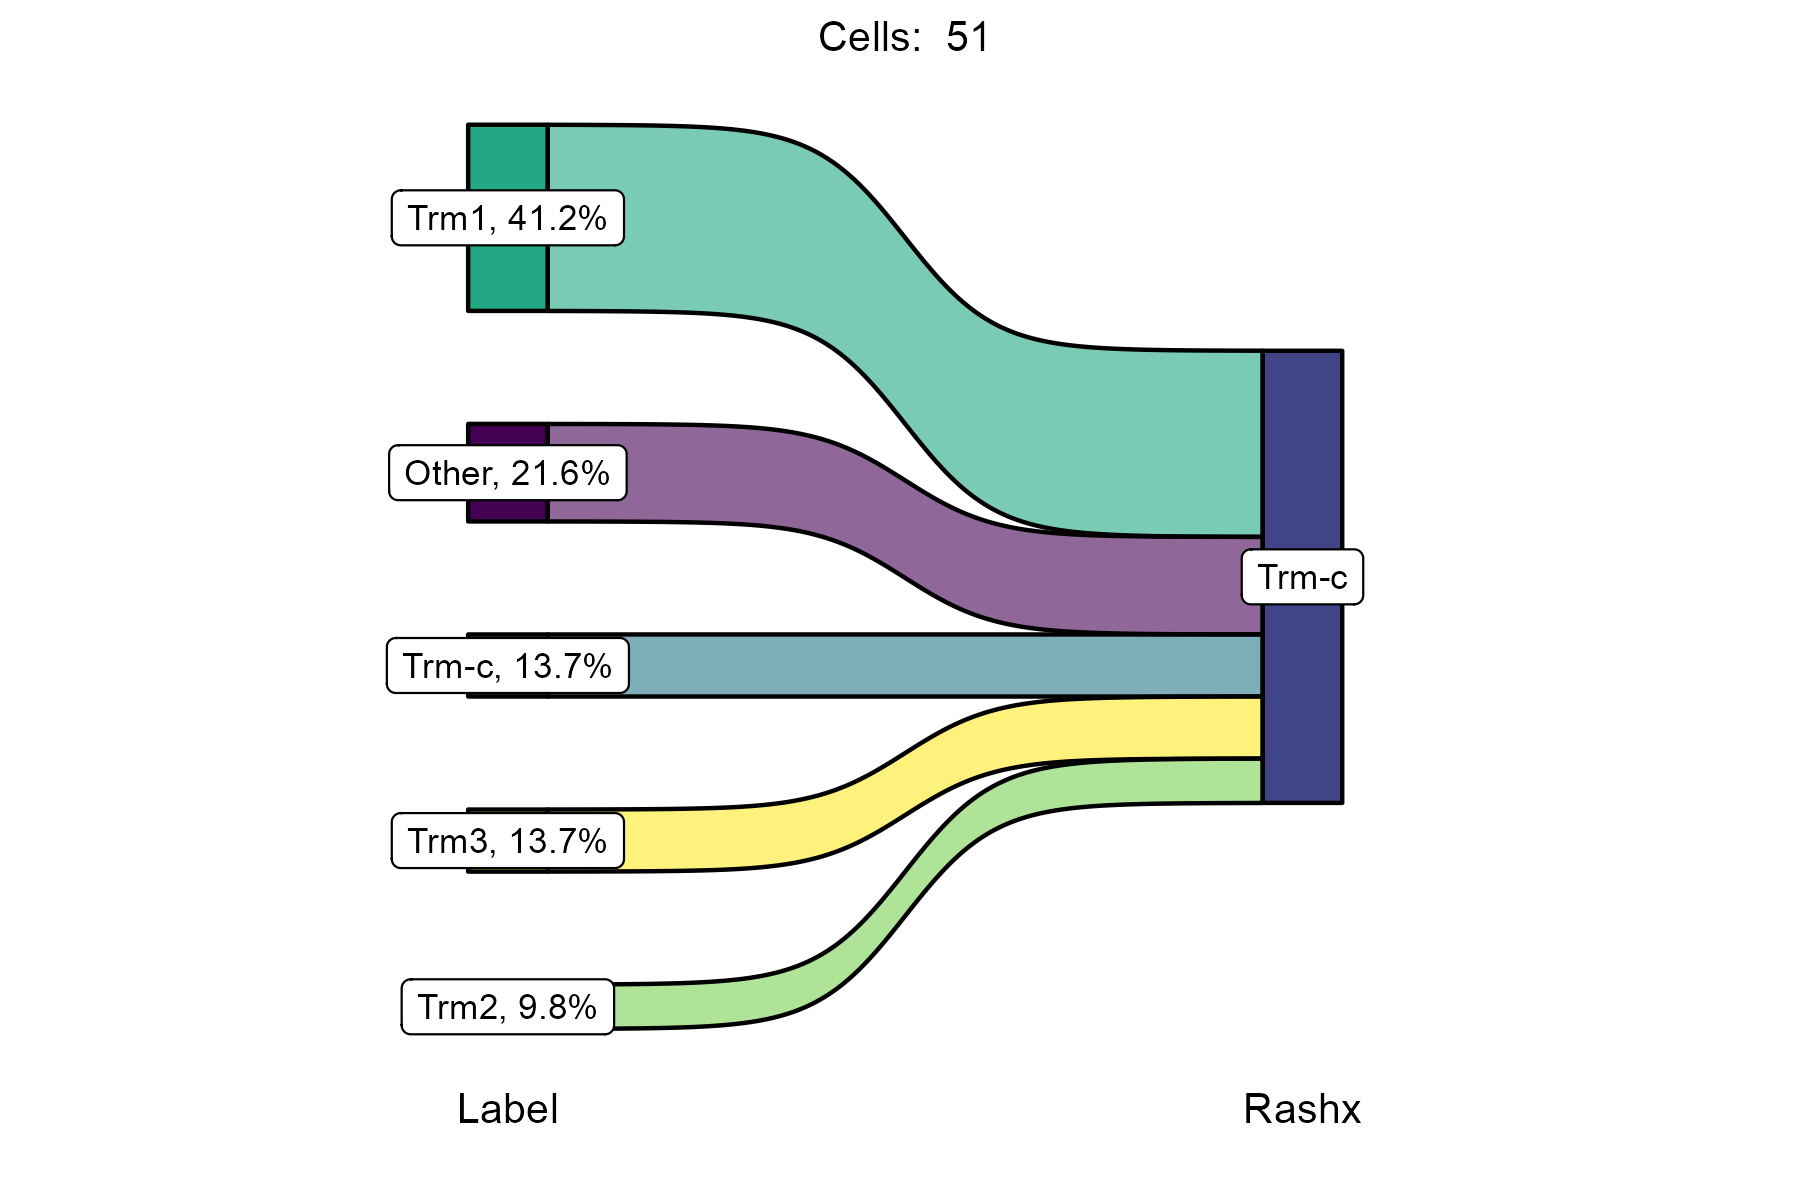 Cells:  51
Trm1, 41.2%
Other, 21.6%
Trm-c
Trm-c, 13.7%
Trm3, 13.7%
Trm2, 9.8%
Label
Rashx